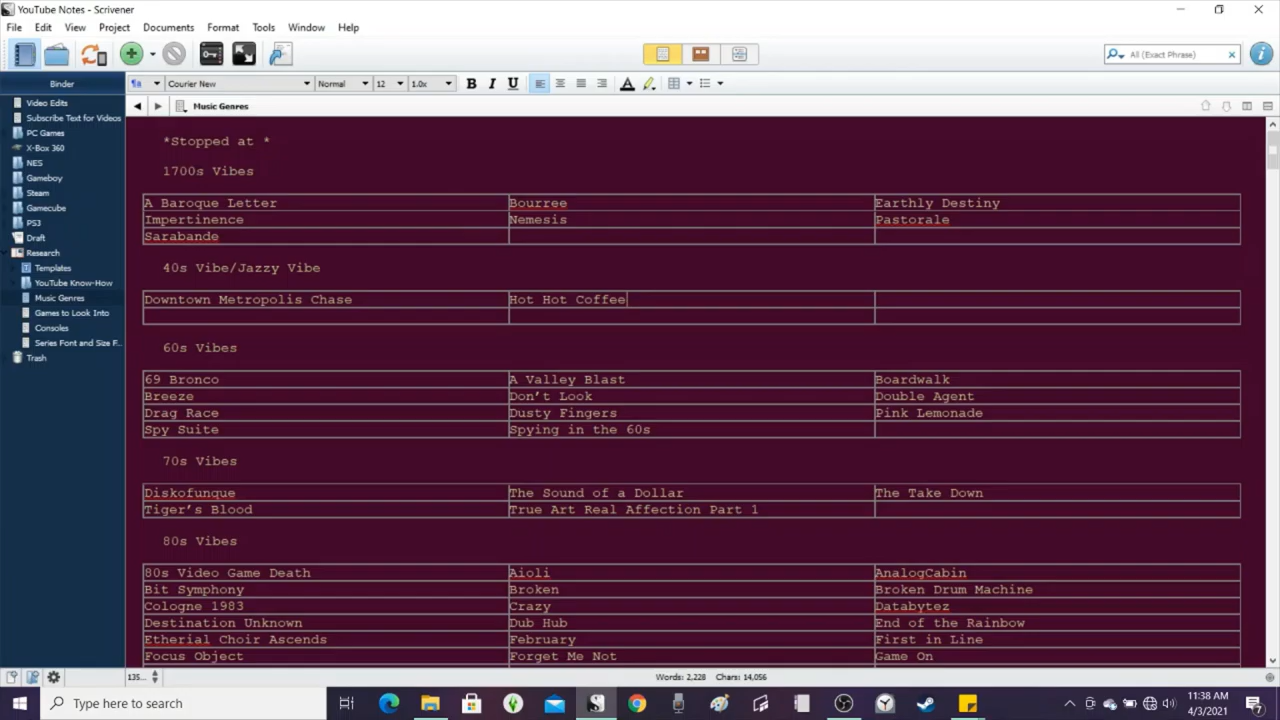 YouTube Notes - Scrivener
File Edit View Project Documents Format Tools Window Help
All (Exact Phrase)
Binder
Courier New Normal 12 1.0x B I U A
Music Genres
Video Edits
Subscribe Text for Videos
PC Games
X-Box 360
NES
Gameboy
Steam
Gamecube
PS3
Draft
Research
Templates
YouTube Know-How
Music Genres
Games to Look Into
Consoles
Series Font and Size F...
Trash
*Stopped at *
1700s Vibes
A Baroque Letter Bourree Earthly Destiny
Impertinence Nemesis Pastorale
Sarabande
40s Vibe/Jazzy Vibe
Downtown Metropolis Chase Hot Hot Coffee
60s Vibes
69 Bronco A Valley Blast Boardwalk
Breeze Don't Look Double Agent
Drag Race Dusty Fingers Pink Lemonade
Spy Suite Spying in the 60s
70s Vibes
Diskofunque The Sound of a Dollar The Take Down
Tiger's Blood True Art Real Affection Part 1
80s Vibes
80s Video Game Death Aioli AnalogCabin
Bit Symphony Broken Broken Drum Machine
Cologne 1983 Crazy Databytez
Destination Unknown Dub Hub End of the Rainbow
Etherial Choir Ascends February First in Line
Focus Object Forget Me Not Game On
135... Words: 2,228 Chars: 14,056
Type here to search
11:38 AM
4/3/2021
7